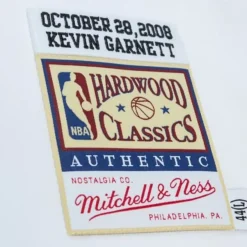 OCTOBER 28, 2008
KEVIN GARNETT
HARDWOOD
NBA
CLASSICS
AUTHENTIC
NOSTALGIA CO.
Mitchell & Ness
PHILADELPHIA, PA.
44(C)